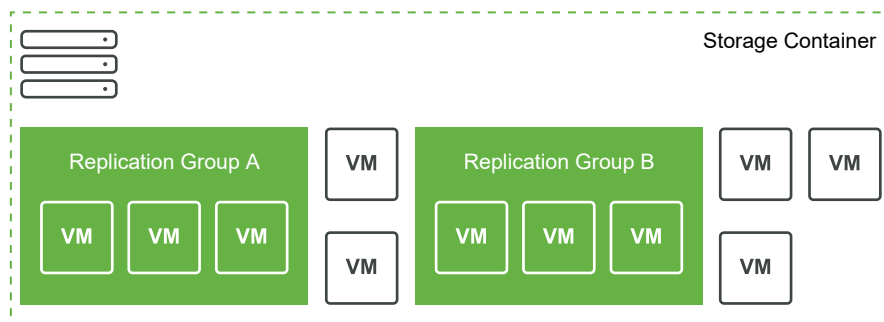 Storage Container
Replication Group A
VM
Replication Group B
VM
VM
VM
VM
VM
VM
VM
VM
VM
VM